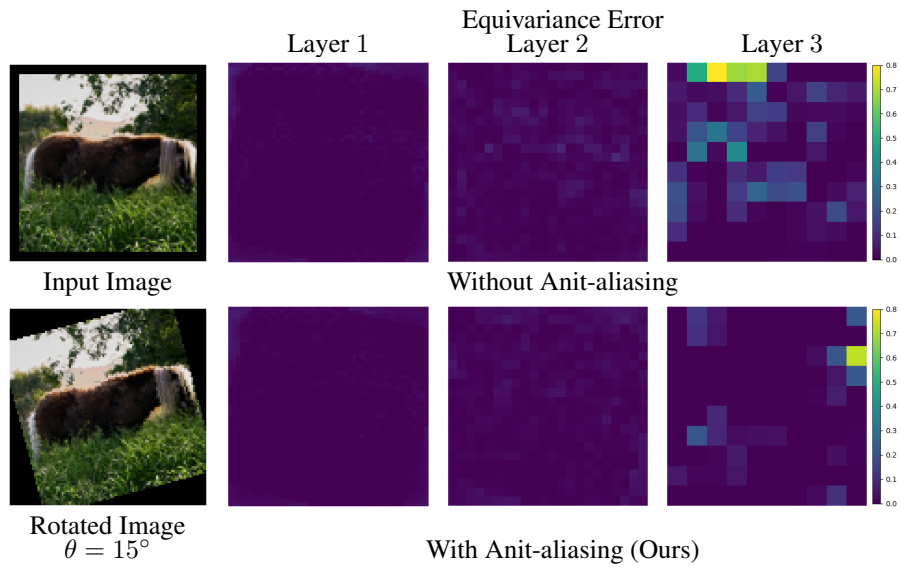 Equivariance Error
Layer 1
Layer 2
Layer 3
0.8
0.7
0.6
0.5
0.4
0.3
0.2
0.1
0.0
Input Image
Without Anit-aliasing
0.8
0.7
0.6
0.5
0.4
0.3
0.2
0.1
0.0
Rotated Image
θ = 15°
With Anit-aliasing (Ours)